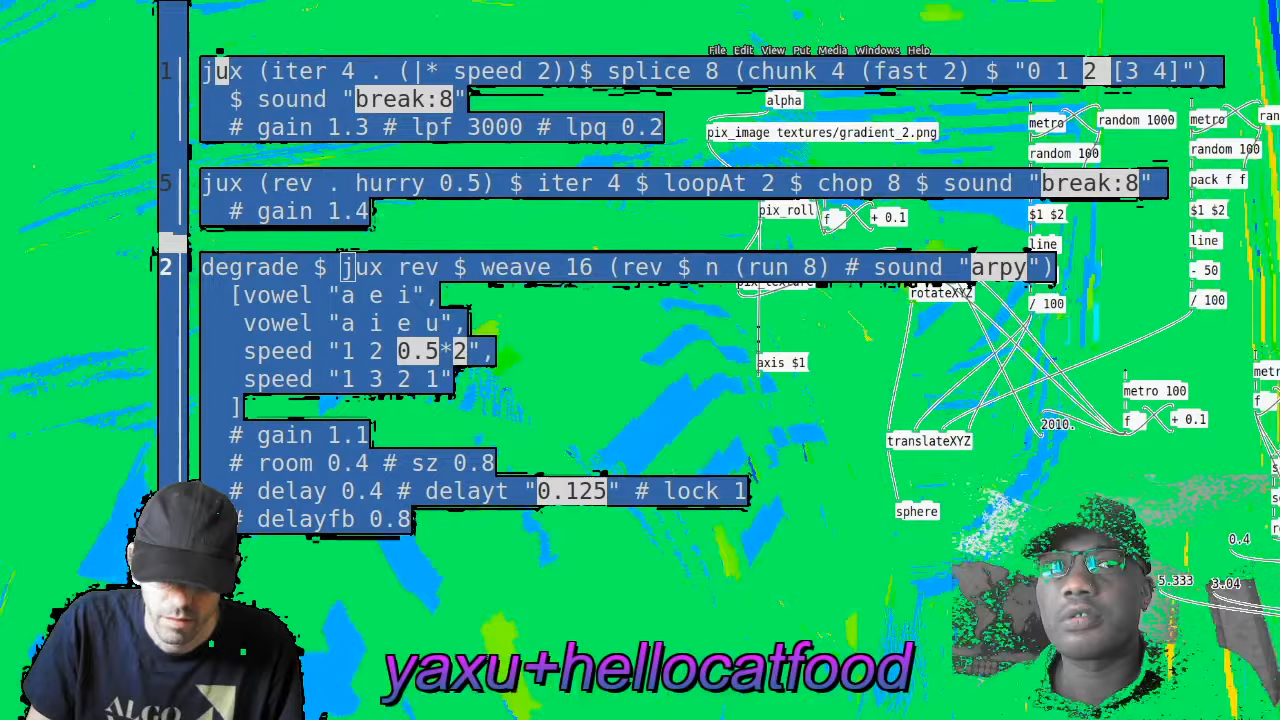 File Edit View Put Media Windows Help
1 jux (iter 4 . (|* speed 2))$ splice 8 (chunk 4 (fast 2) $ "0 1 2 [3 4]")
$ sound "break:8"
# gain 1.3 # lpf 3000 # lpq 0.2
5 jux (rev . hurry 0.5) $ iter 4 $ loopAt 2 $ chop 8 $ sound "break:8"
# gain 1.4
2 degrade $ jux rev $ weave 16 (rev $ n (run 8) # sound "arpy")
[vowel "a e i",
vowel "a i e u",
speed "1 2 0.5*2",
speed "1 3 2 1"
]
# gain 1.1
# room 0.4 # sz 0.8
# delay 0.4 # delayt "0.125" # lock 1
# delayfb 0.8
alpha
pix_image textures/gradient_2.png
pix_roll
f
+ 0.1
pix_texture
axis $1
rotateXYZ
translateXYZ
sphere
metro
random 1000
random 100
$1 $2
line
/ 100
metro
random 100
pack f f
$1 $2
line
- 50
/ 100
metro 100
f
+ 0.1
2010.
f
0.4
5.333
3.04
ALGO
yaxu+hellocatfood